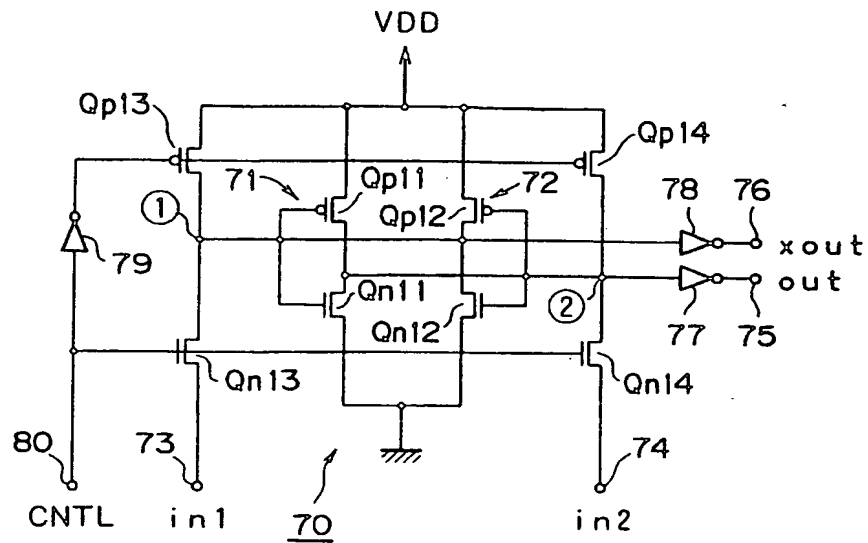 VDD
Qp13
Qp14
71
Qp11
72
Qp12
78
76
1
xout
79
out
Qn11
2
Qn12
77
75
Qn13
Qn14
80
73
74
CNTL
in1
70
in2